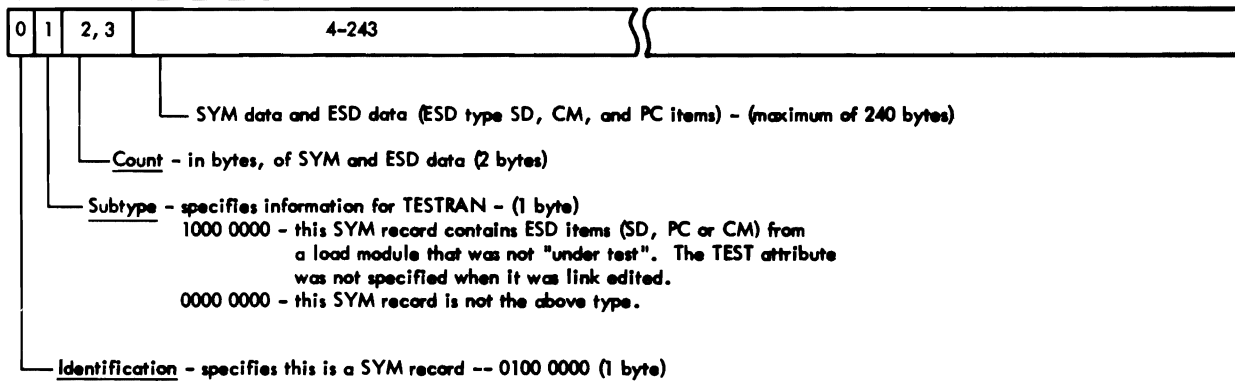 0 1 2, 3 4-243
SYM data and ESD data (ESD type SD, CM, and PC items) - (maximum of 240 bytes)
Count - in bytes, of SYM and ESD data (2 bytes)
Subtype - specifies information for TESTRAN - (1 byte)
1000 0000 - this SYM record contains ESD items (SD, PC or CM) from
a load module that was not "under test". The TEST attribute
was not specified when it was link edited.
0000 0000 - this SYM record is not the above type.
Identification - specifies this is a SYM record -- 0100 0000 (1 byte)